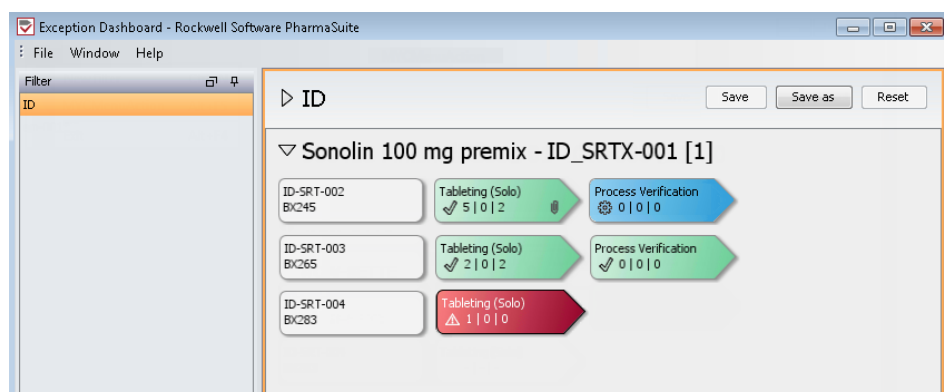 Exception Dashboard - Rockwell Software PharmaSuite
File Window Help
Filter
ID
ID
Save Save as Reset
Sonolin 100 mg premix - ID_SRTX-001 [1]
ID-SRT-002
BX245
Tableting (Solo)
5 | 0 | 2
Process Verification
0 | 0 | 0
ID-SRT-003
BX265
Tableting (Solo)
2 | 0 | 2
Process Verification
0 | 0 | 0
ID-SRT-004
BX283
Tableting (Solo)
1 | 0 | 0